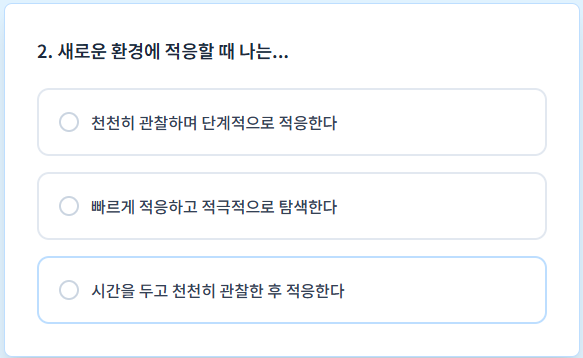 2. 새로운 환경에 적응할 때 나는...
천천히 관찰하며 단계적으로 적응한다
빠르게 적응하고 적극적으로 탐색한다
시간을 두고 천천히 관찰한 후 적응한다